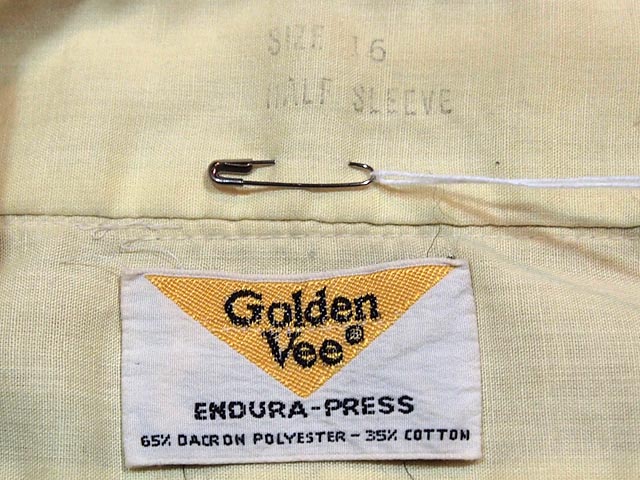 SIZE 16
HALF SLEEVE
Golden
Vee®
ENDURA-PRESS
65% DACRON POLYESTER - 35% COTTON